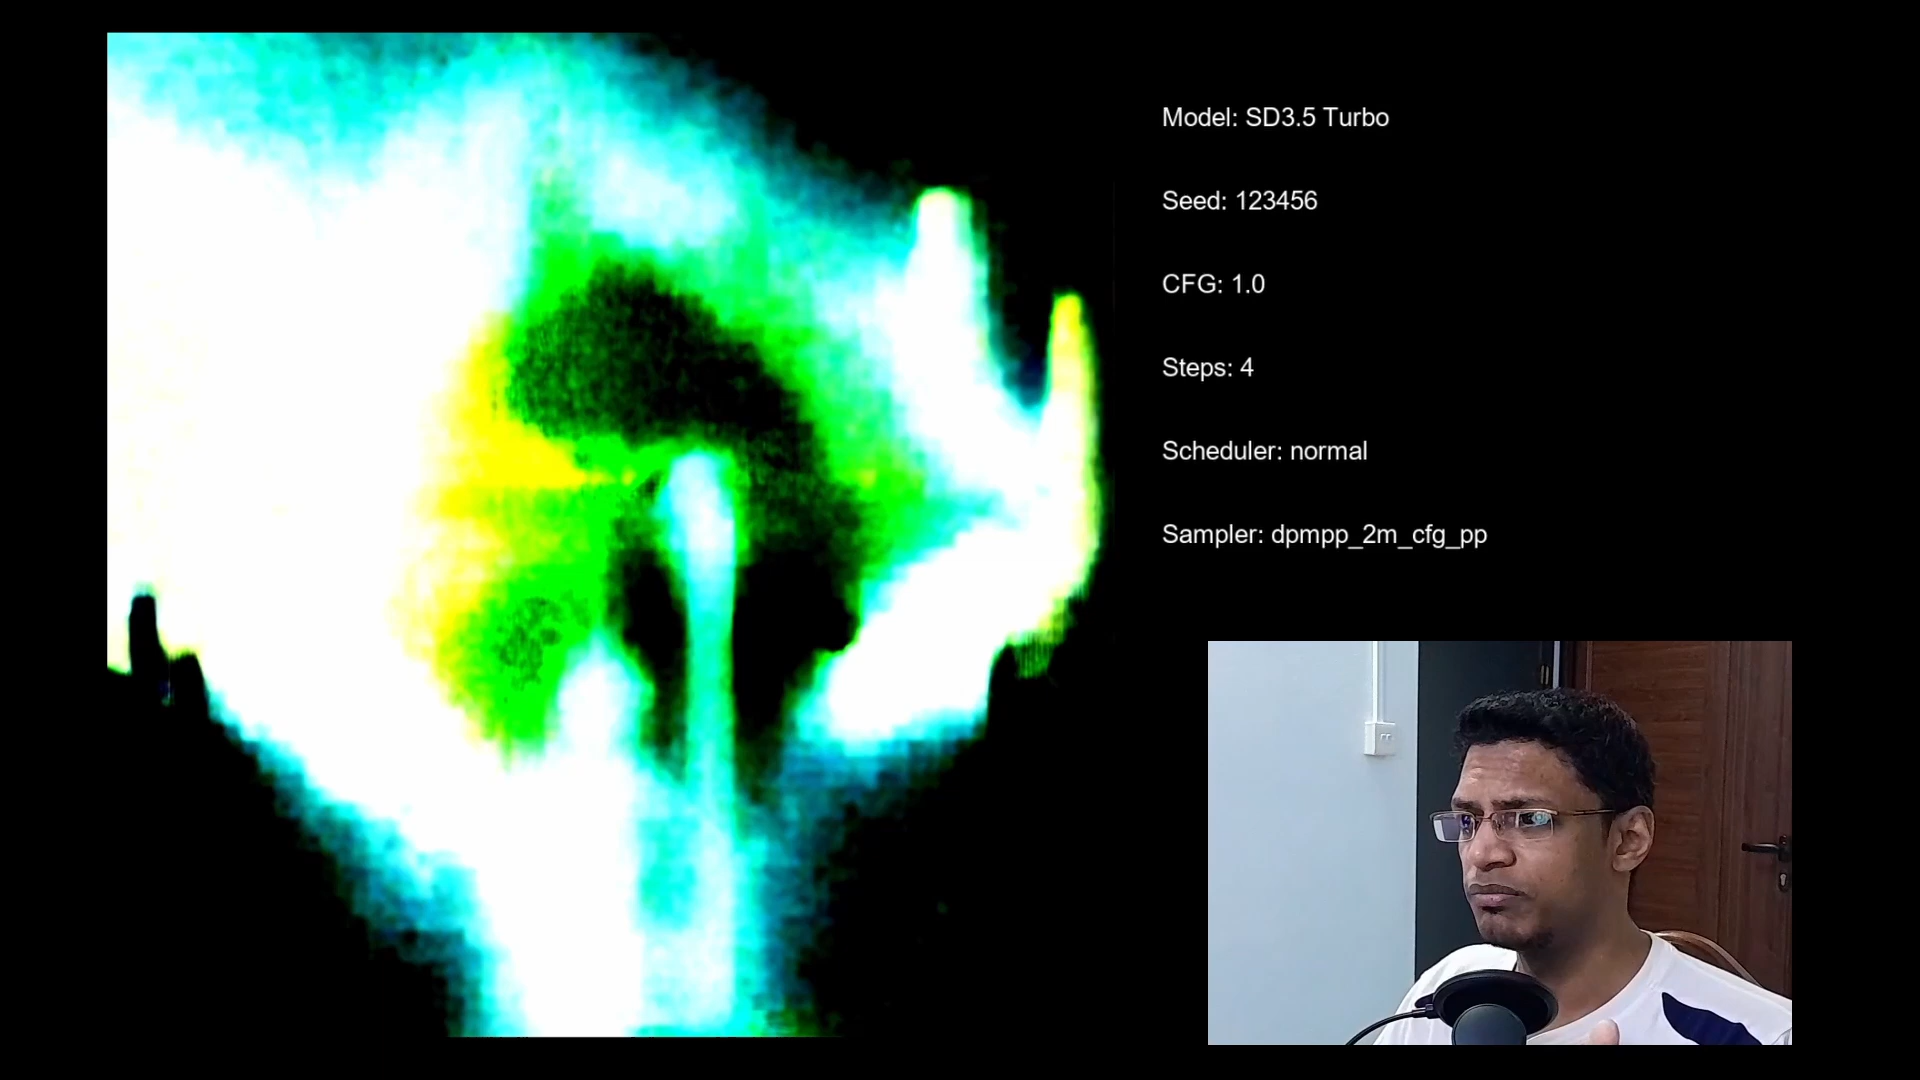 Model: SD3.5 Turbo
Seed: 123456
CFG: 1.0
Steps: 4
Scheduler: normal
Sampler: dpmpp_2m_cfg_pp